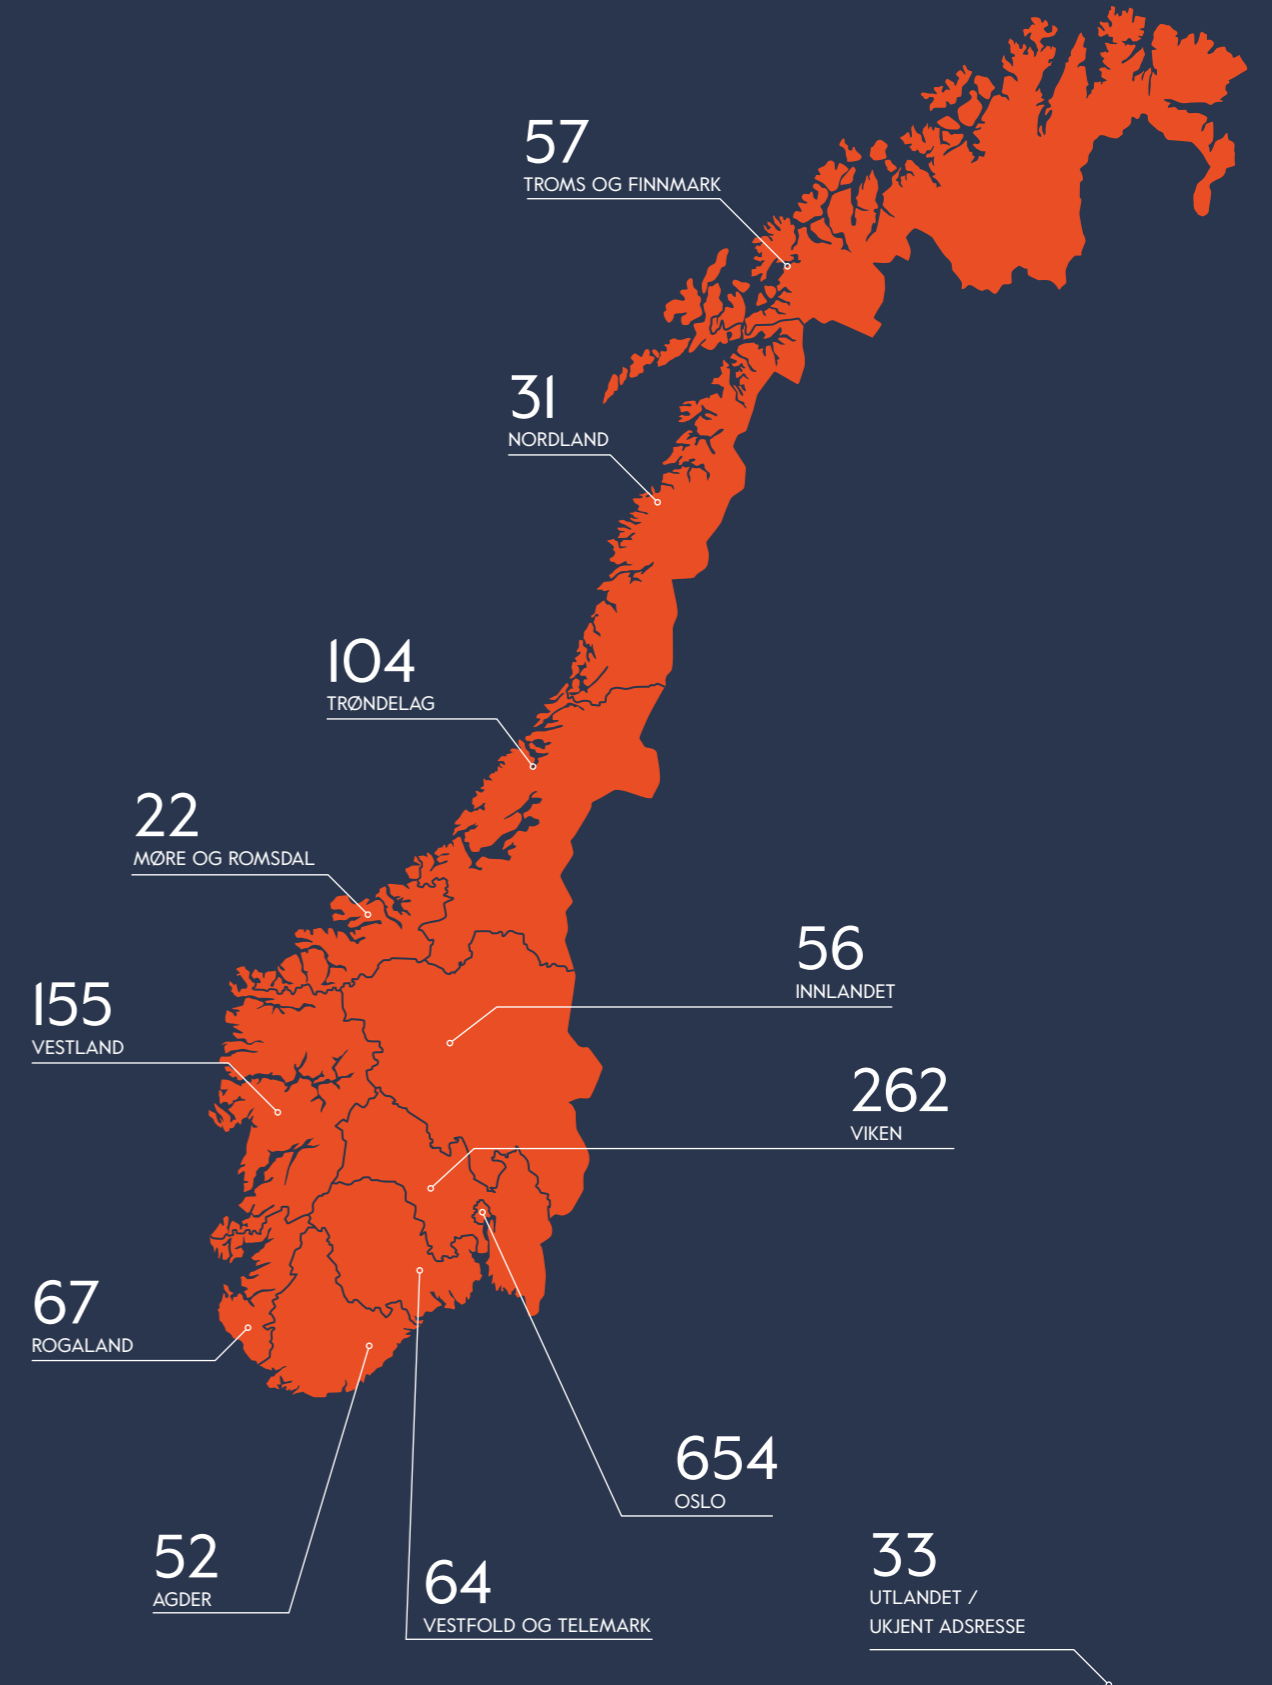 57
TROMS OG FINNMARK
31
NORDLAND
104
TRØNDELAG
22
MØRE OG ROMSDAL
56
INNLANDET
155
VESTLAND
262
VIKEN
67
ROGALAND
654
OSLO
52
AGDER
64
VESTFOLD OG TELEMARK
33
UTLANDET /
UKJENT ADSRESSE